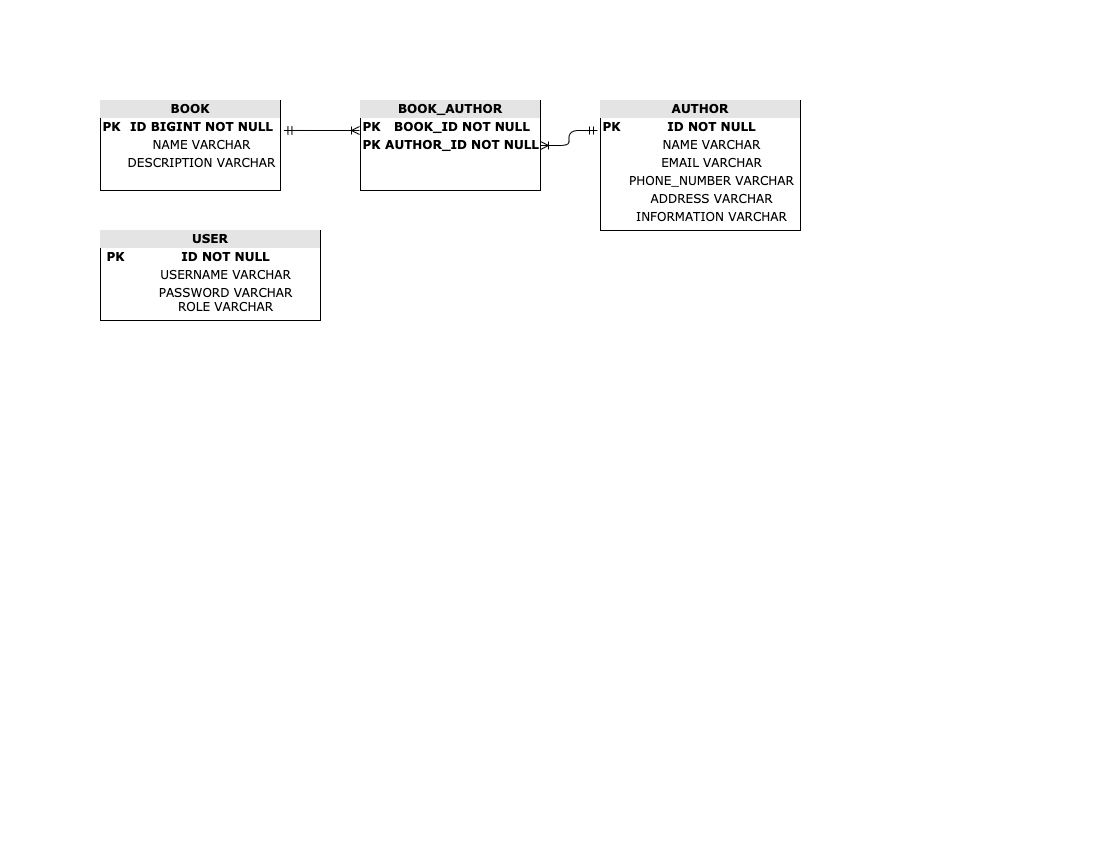 BOOK
PK ID BIGINT NOT NULL
NAME VARCHAR
DESCRIPTION VARCHAR
BOOK_AUTHOR
PK BOOK_ID NOT NULL
PK AUTHOR_ID NOT NULL
AUTHOR
PK ID NOT NULL
NAME VARCHAR
EMAIL VARCHAR
PHONE_NUMBER VARCHAR
ADDRESS VARCHAR
INFORMATION VARCHAR
USER
PK ID NOT NULL
USERNAME VARCHAR
PASSWORD VARCHAR
ROLE VARCHAR